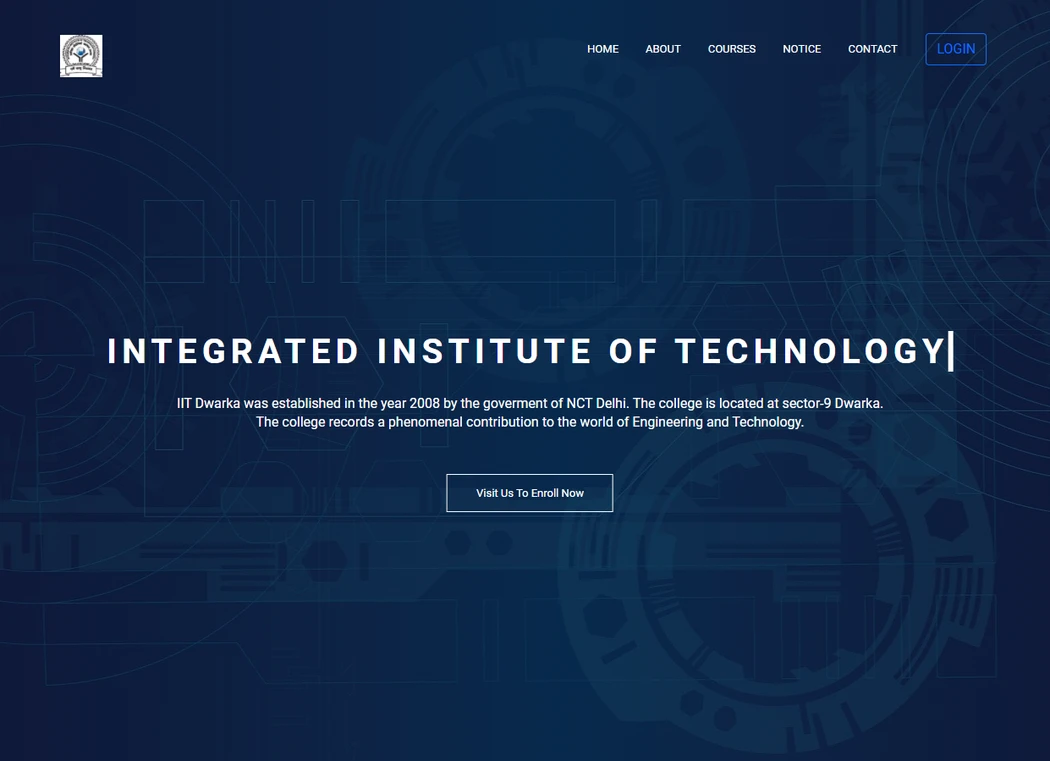 HOME ABOUT COURSES NOTICE CONTACT LOGIN
INTEGRATED INSTITUTE OF TECHNOLOGY
IIT Dwarka was established in the year 2008 by the goverment of NCT Delhi. The college is located at sector-9 Dwarka.
The college records a phenomenal contribution to the world of Engineering and Technology.
Visit Us To Enroll Now